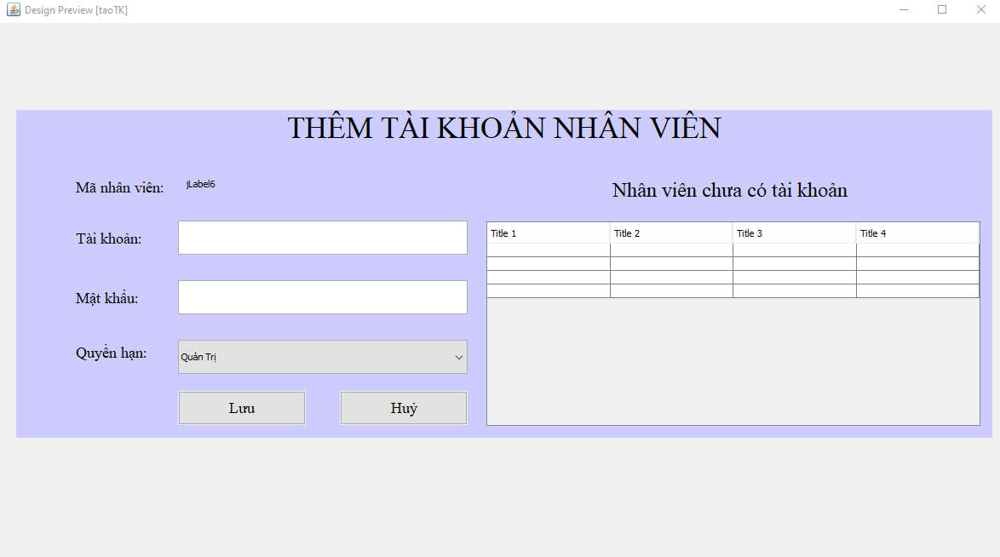 Design Preview [taoTK]
THÊM TÀI KHOẢN NHÂN VIÊN
Mã nhân viên: jLabel6
Nhân viên chưa có tài khoản
Tài khoản:
Title 1 Title 2 Title 3 Title 4
Mật khẩu:
Quyền hạn: Quản Trị
Lưu Huỷ